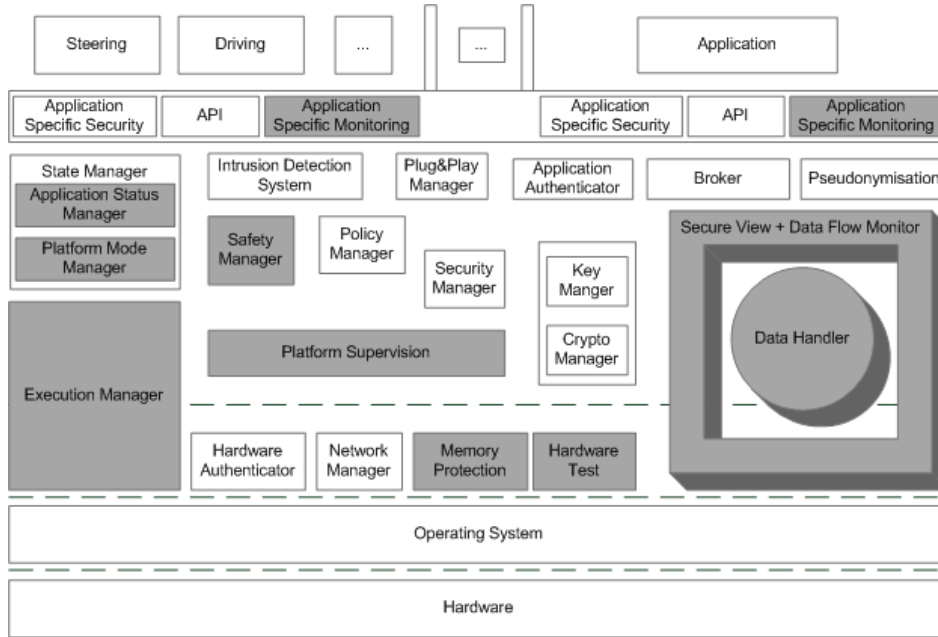 Steering
Driving
...
...
Application
Application
Specific Security
API
Application
Specific Monitoring
Application
Specific Security
API
Application
Specific Monitoring
State Manager
Application Status
Manager
Platform Mode
Manager
Intrusion Detection
System
Plug&Play
Manager
Application
Authenticator
Broker
Pseudonymisation
Safety
Manager
Policy
Manager
Security
Manager
Key
Manger
Crypto
Manager
Secure View + Data Flow Monitor
Data Handler
Platform Supervision
Execution Manager
Hardware
Authenticator
Network
Manager
Memory
Protection
Hardware
Test
Operating System
Hardware